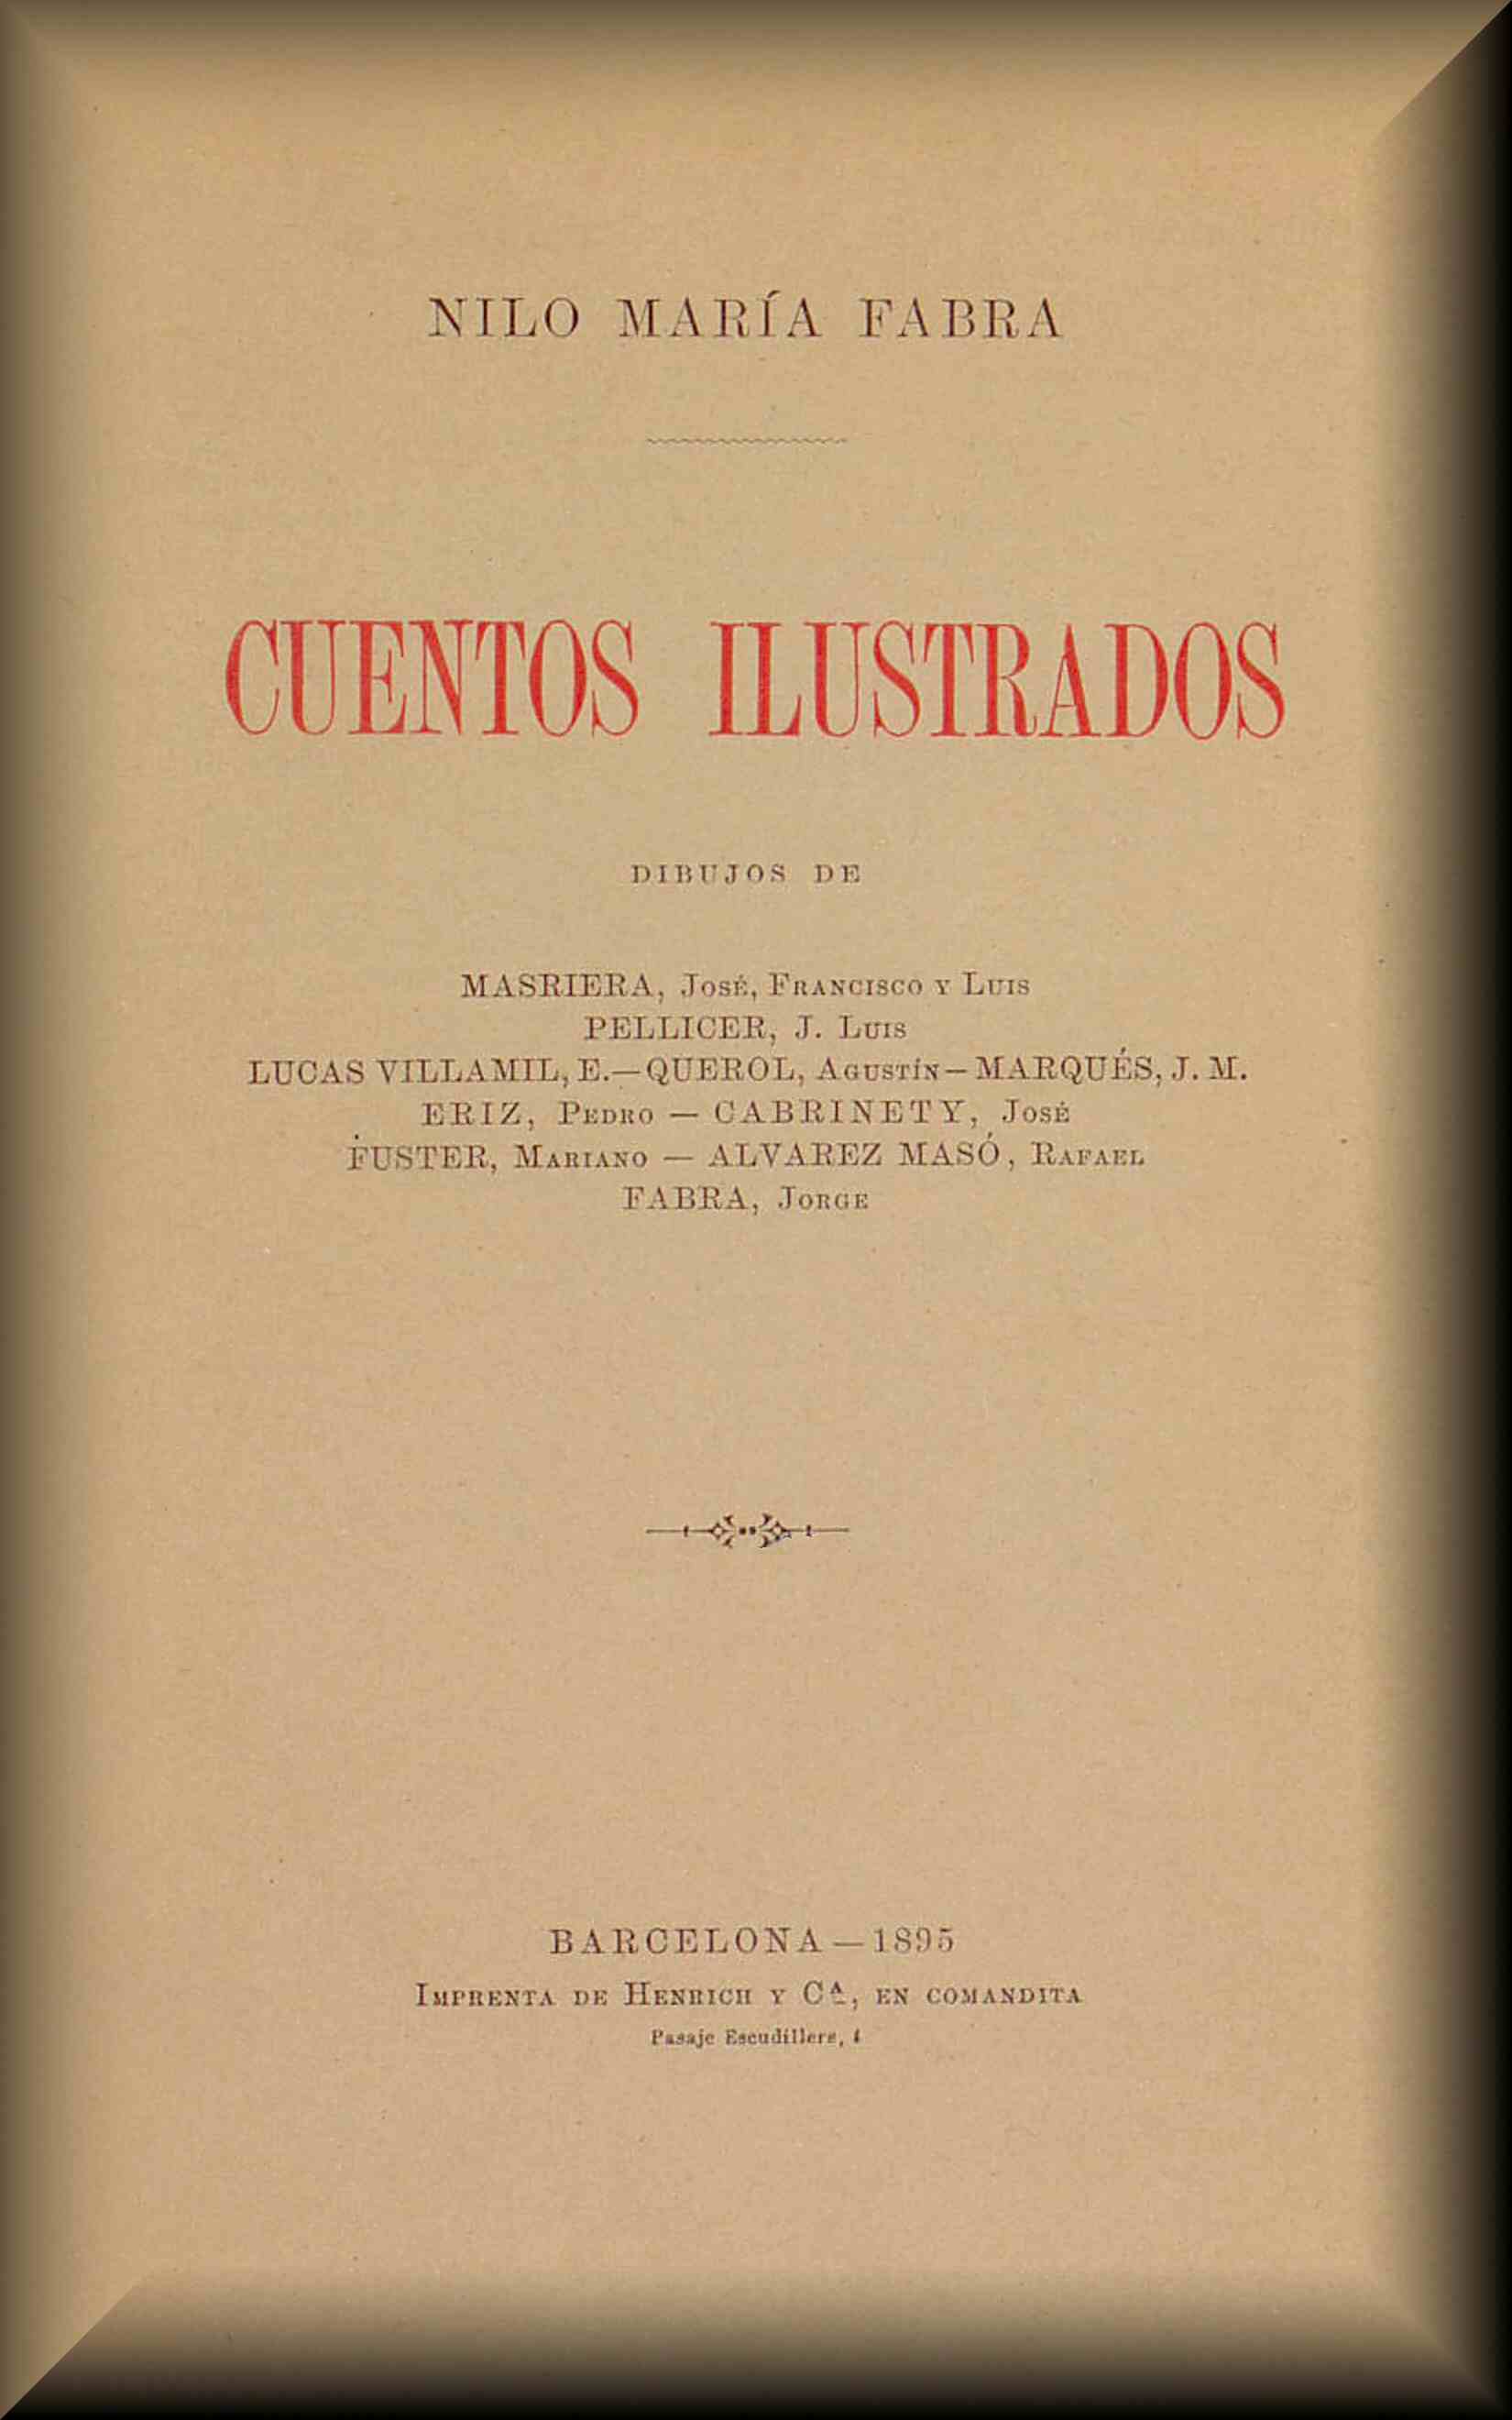 NILO MARÍA FABRA
CUENTOS ILUSTRADOS
DIBUJOS DE
MASRIERA, JOSÉ, FRANCISCO Y LUIS
PELLICER, J. LUIS
LUCAS VILLAMIL, E.—QUEROL, AGUSTÍN—MARQUÉS, J. M.
ERIZ, PEDRO — CABRINETY, JOSÉ
FUSTER, MARIANO — ALVAREZ MASÓ, RAFAEL
FABRA, JORGE
BARCELONA—1895
IMPRENTA DE HENRICH Y Cᴬ, EN COMANDITA
Pasaje Escudillers, 4